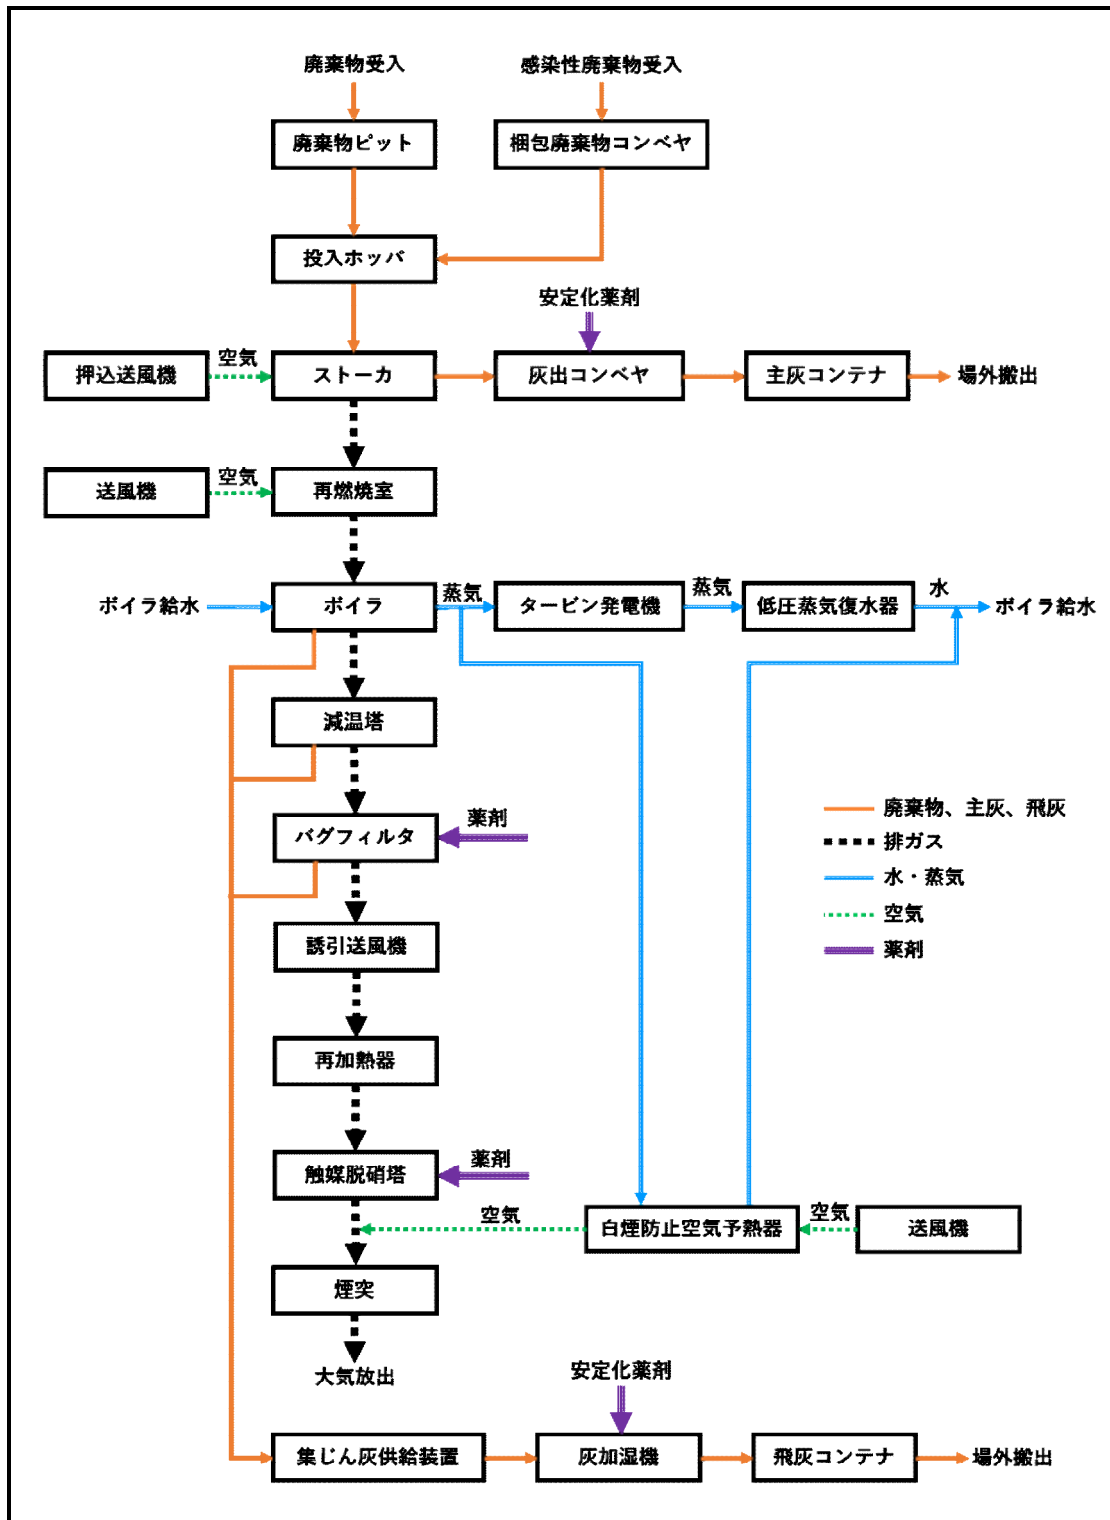 廃棄物受入
感染性廃棄物受入
廃棄物ピット
梱包廃棄物コンベヤ
投入ホッパ
安定化薬剤
押込送風機
空気
ストーカ
灰出コンベヤ
主灰コンテナ
場外搬出
送風機
空気
再燃焼室
ボイラ給水
ボイラ
蒸気
タービン発電機
蒸気
低圧蒸気復水器
水
ボイラ給水
減温塔
バグフィルタ
薬剤
廃棄物、主灰、飛灰
排ガス
水・蒸気
空気
薬剤
誘引送風機
再加熱器
触媒脱硝塔
薬剤
空気
白煙防止空気予熱器
空気
送風機
煙突
大気放出
安定化薬剤
集じん灰供給装置
灰加湿機
飛灰コンテナ
場外搬出